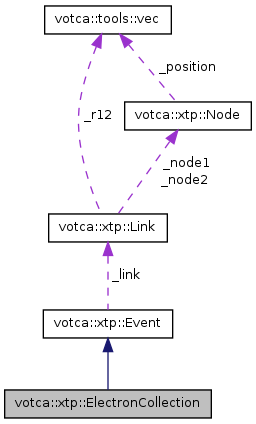 votca::tools::vec
_position
_r12
votca::xtp::Node
_node1
_node2
votca::xtp::Link
_link
votca::xtp::Event
votca::xtp::ElectronCollection